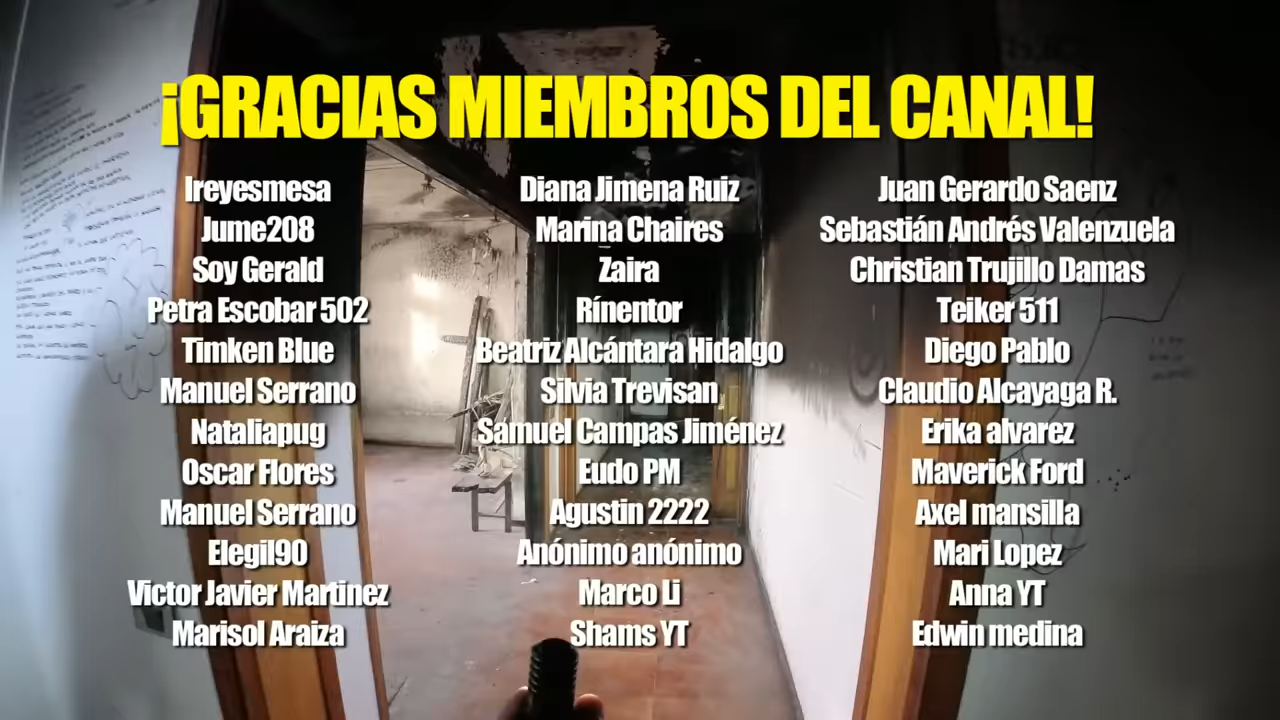 ¡GRACIAS MIEMBROS DEL CANAL!
Ireyesmesa
Jume208
Soy Gerald
Petra Escobar 502
Timken Blue
Manuel Serrano
Nataliapug
Oscar Flores
Manuel Serrano
Elegil90
Victor Javier Martinez
Marisol Araiza
Diana Jimena Ruiz
Marina Chaires
Zaira
Rínentor
Beatriz Alcántara Hidalgo
Silvia Trevisan
Samuel Campas Jiménez
Eudo PM
Agustin 2222
Anónimo anónimo
Marco Li
Shams YT
Juan Gerardo Saenz
Sebastián Andrés Valenzuela
Christian Trujillo Damas
Teiker 511
Diego Pablo
Claudio Alcayaga R.
Erika alvarez
Maverick Ford
Axel mansilla
Mari Lopez
Anna YT
Edwin medina